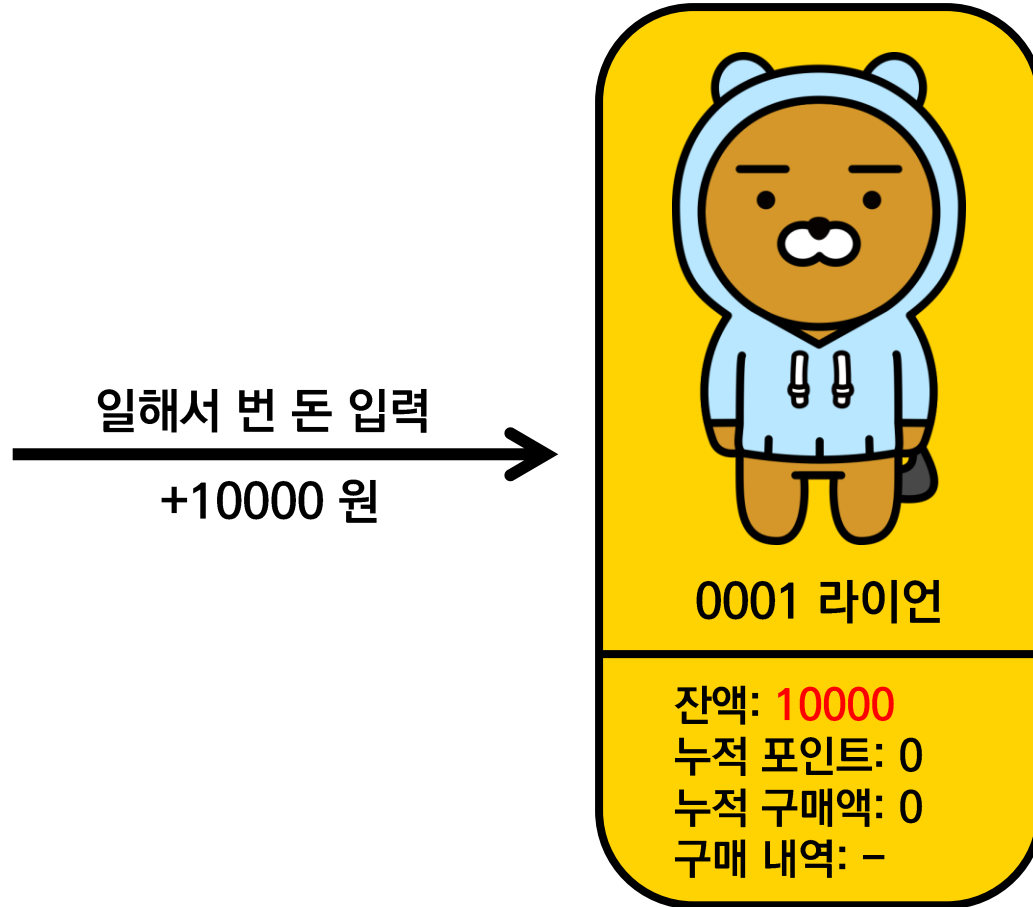 일해서 번 돈 입력
+10000 원
0001 라이언
잔액: 10000
누적 포인트: 0
누적 구매액: 0
구매 내역: –